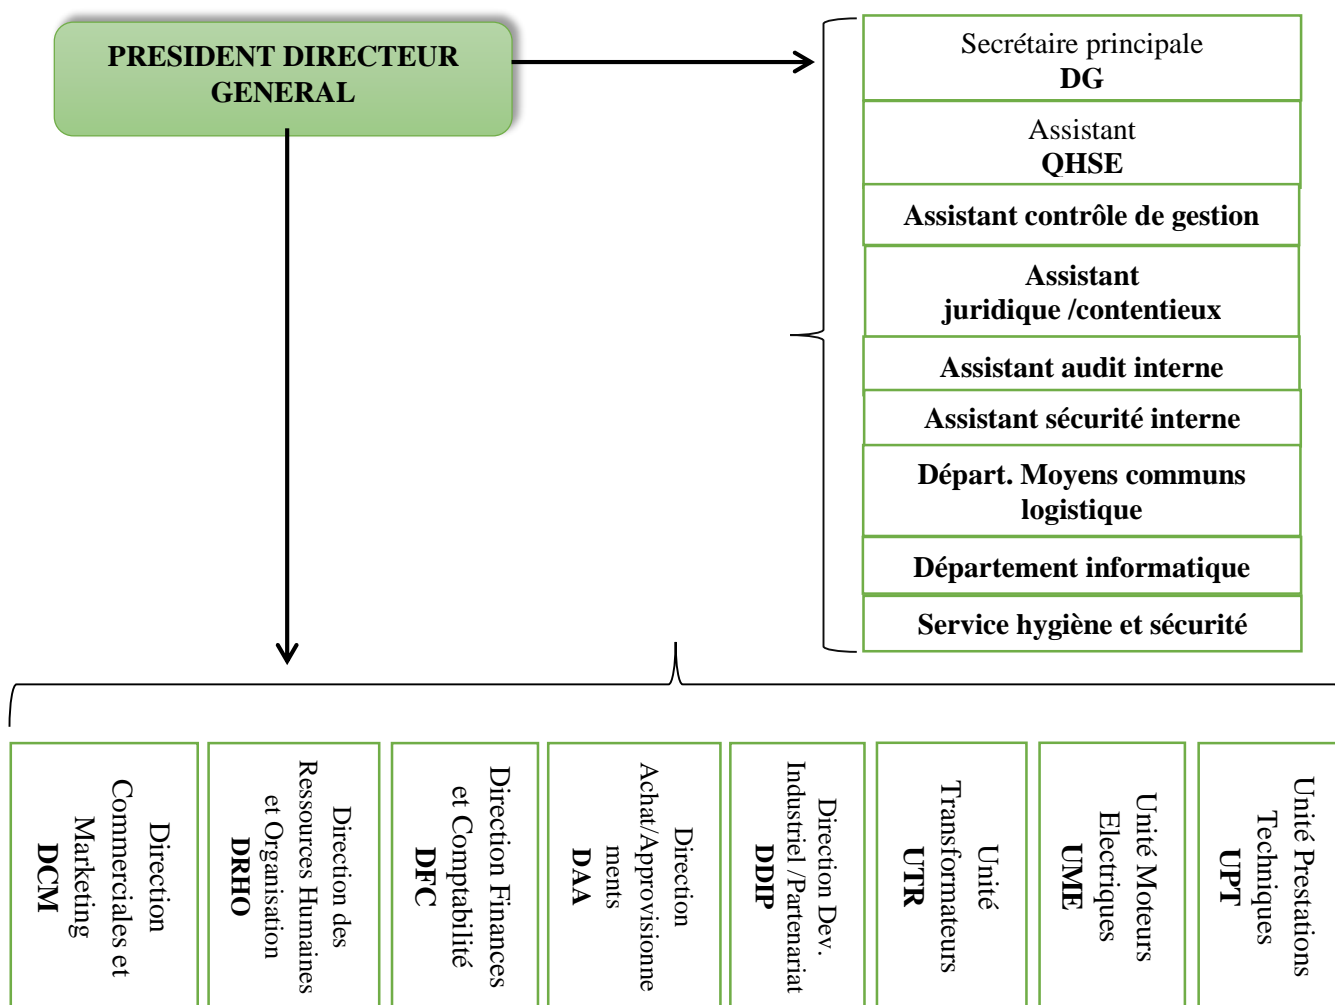 PRESIDENT DIRECTEUR
GENERAL
Secrétaire principale
DG
Assistant
QHSE
Assistant contrôle de gestion
Assistant
juridique /contentieux
Assistant audit interne
Assistant sécurité interne
Départ. Moyens communs
logistique
Département informatique
Service hygiène et sécurité
Direction
Commerciales et
Marketing
DCM
Direction des
Ressources Humaines
et Organisation
DRHO
Direction Finances
et Comptabilité
DFC
Direction
Achat/Approvisionne
ments
DAA
Direction Dev.
Industriel /Partenariat
DDIP
Unité
Transformateurs
UTR
Unité Moteurs
Electriques
UME
Unité Prestations
Techniques
UPT